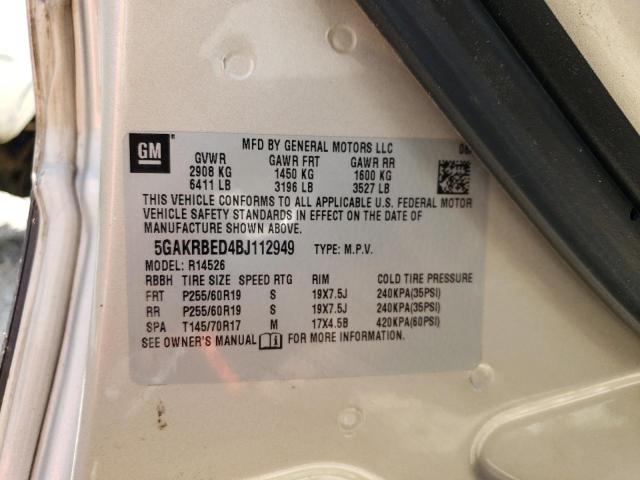 GM
MFD BY GENERAL MOTORS LLC
GVWR GAWR FRT GAWR RR
2908 KG 1450 KG 1600 KG
6411 LB 3196 LB 3527 LB
THIS VEHICLE CONFORMS TO ALL APPLICABLE U.S. FEDERAL MOTOR
VEHICLE SAFETY STANDARDS IN EFFECT ON THE DATE OF
MANUFACTURE SHOWN ABOVE.
5GAKRBED4BJ112949 TYPE: M.P.V.
MODEL: R14526
RBBH TIRE SIZE SPEED RTG RIM COLD TIRE PRESSURE
FRT P255/60R19 S 19X7.5J 240KPA(35PSI)
RR P255/60R19 S 19X7.5J 240KPA(35PSI)
SPA T145/70R17 M 17X4.5B 420KPA(60PSI)
SEE OWNER'S MANUAL FOR MORE INFORMATION.